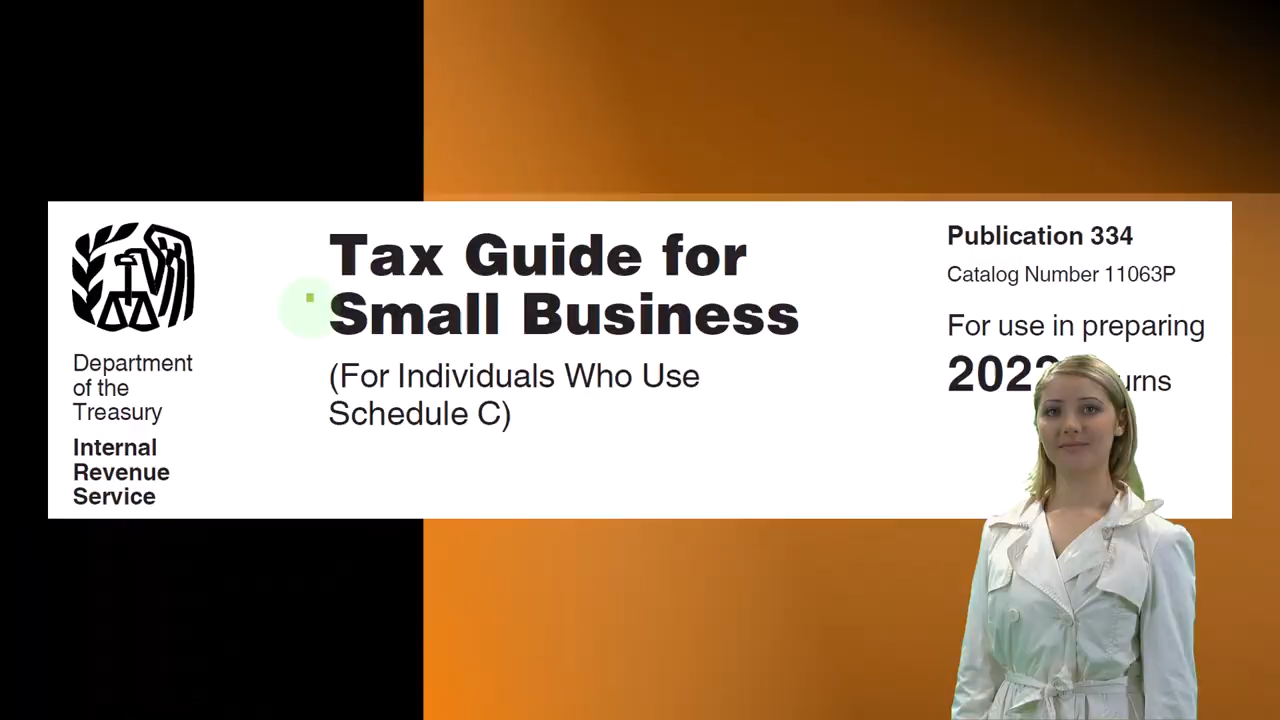 Department
of the
Treasury
Internal
Revenue
Service
Tax Guide for
Small Business
(For Individuals Who Use
Schedule C)
Publication 334
Catalog Number 11063P
For use in preparing